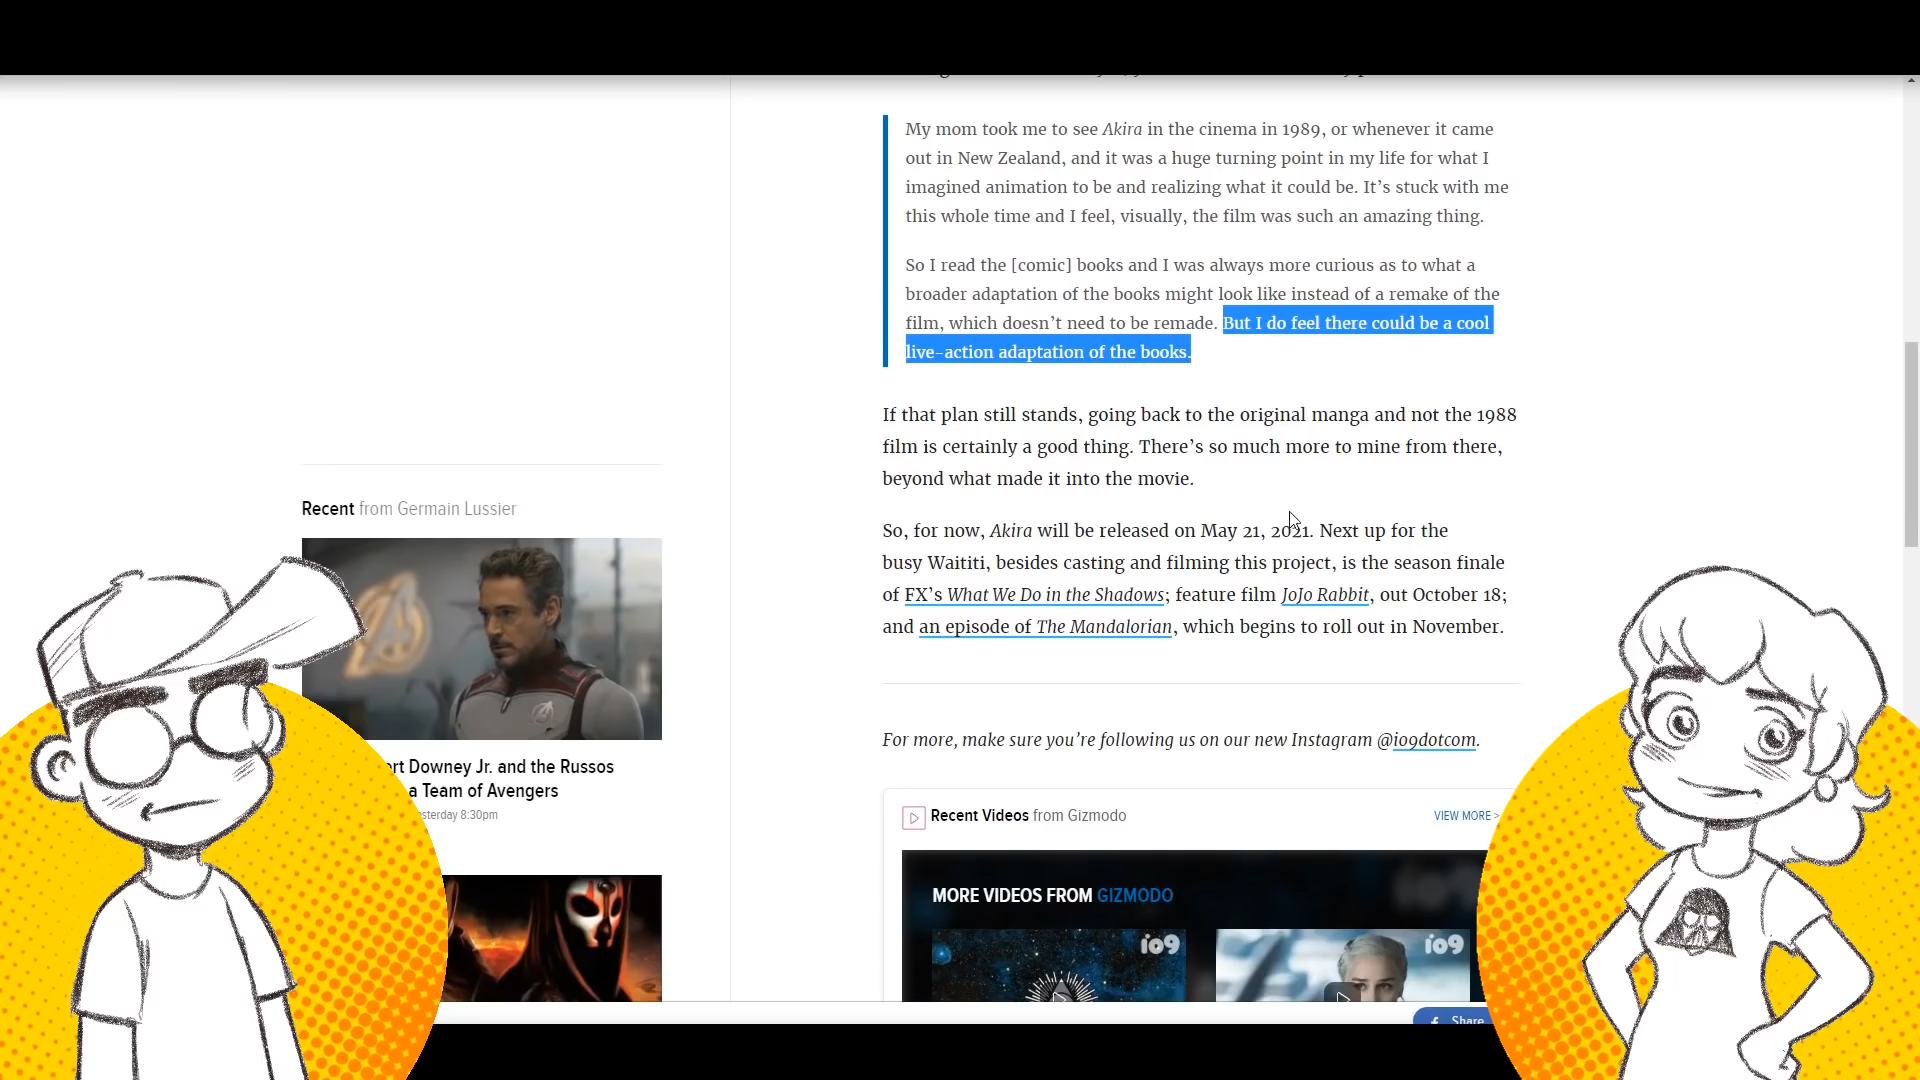 My mom took me to see Akira in the cinema in 1989, or whenever it came
out in New Zealand, and it was a huge turning point in my life for what I
imagined animation to be and realizing what it could be. It's stuck with me
this whole time and I feel, visually, the film was such an amazing thing.
So I read the [comic] books and I was always more curious as to what a
broader adaptation of the books might look like instead of a remake of the
film, which doesn't need to be remade. But I do feel there could be a cool
live-action adaptation of the books.
If that plan still stands, going back to the original manga and not the 1988
film is certainly a good thing. There's so much more to mine from there,
beyond what made it into the movie.
So, for now, Akira will be released on May 21, 2021. Next up for the
busy Waititi, besides casting and filming this project, is the season finale
of FX's What We Do in the Shadows; feature film JoJo Rabbit, out October 18;
and an episode of The Mandalorian, which begins to roll out in November.
For more, make sure you're following us on our new Instagram @io9dotcom.
Recent Videos from Gizmodo
VIEW MORE >
MORE VIDEOS FROM GIZMODO
io9
io9
Share
Recent from Germain Lussier
Downey Jr. and the Russos
a Team of Avengers
8:30pm